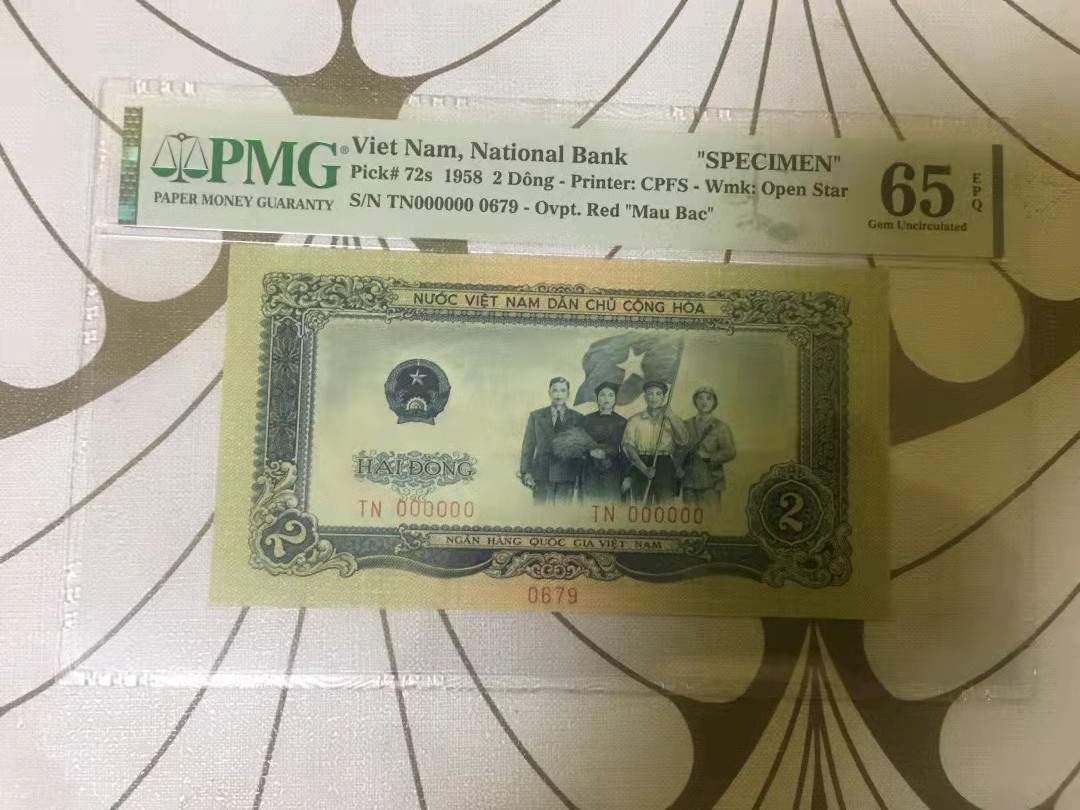 PMG®
PAPER MONEY GUARANTY
Viet Nam, National Bank "SPECIMEN"
Pick# 72s 1958 2 Dông - Printer: CPFS - Wmk: Open Star
S/N TN000000 0679 - Ovpt. Red "Mau Bac"
65
EPQ
Gem Uncirculated
NƯỚC VIỆT NAM DÂN CHỦ CỘNG HÒA
HAI ĐỒNG
TN 000000 TN 000000
2 2
NGÂN HÀNG QUỐC GIA VIỆT NAM
0679